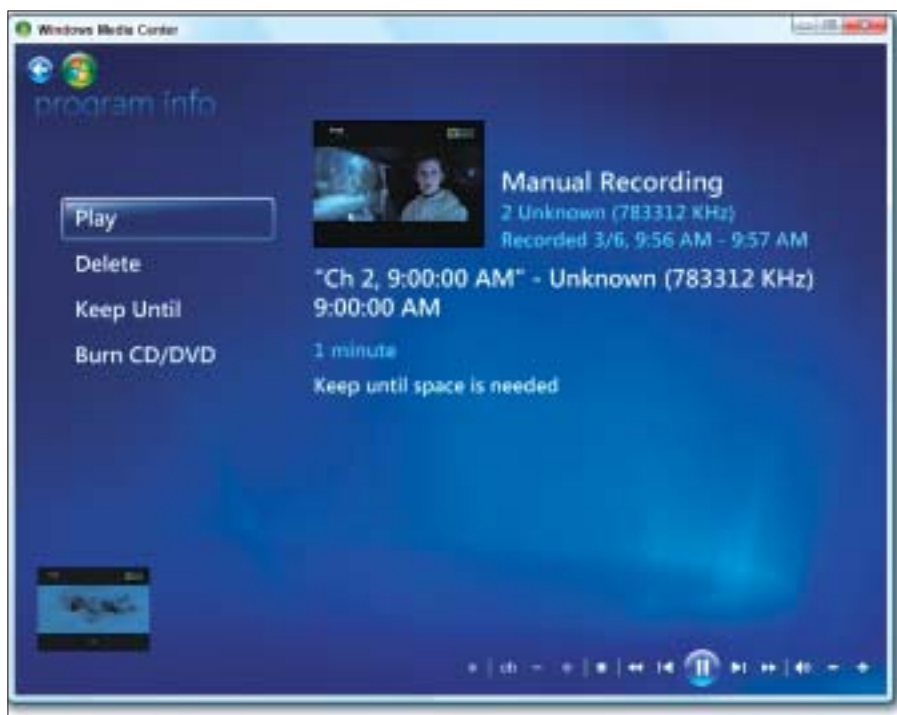 Windows Media Center
program info
Manual Recording
2 Unknown (783312 KHz)
Recorded 3/6, 9:56 AM - 9:57 AM
Play
Delete
Keep Until
Burn CD/DVD
"Ch 2, 9:00:00 AM" - Unknown (783312 KHz)
9:00:00 AM
1 minute
Keep until space is needed
ch